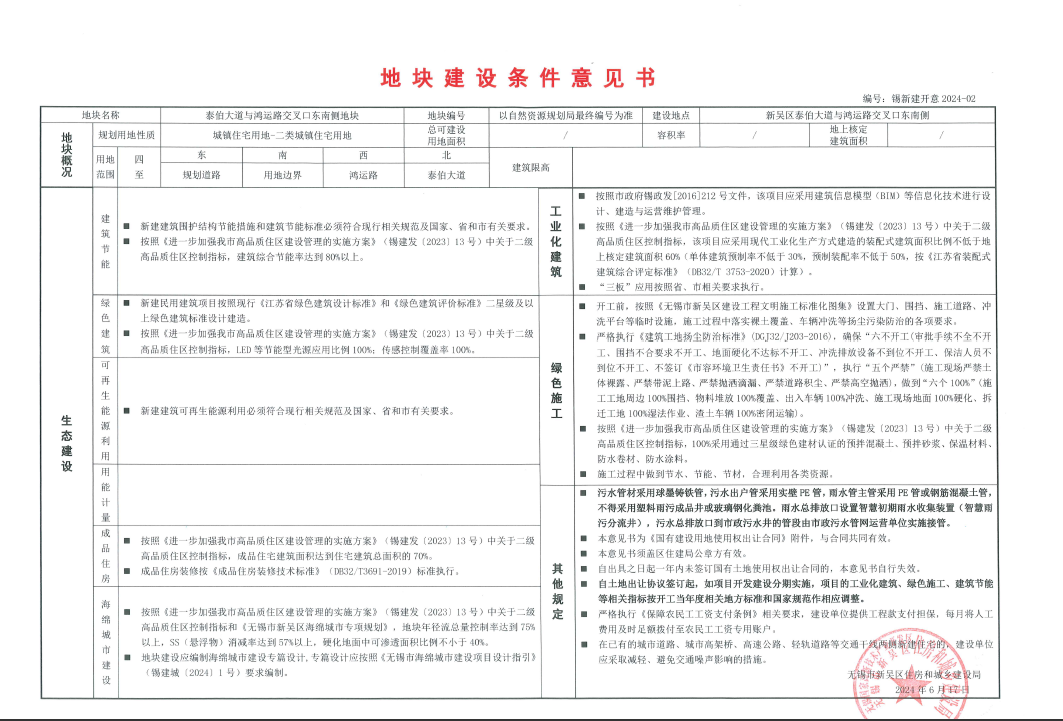 地块建设条件意见书
编号：锡新建开意 2024-02
地块名称 泰伯大道与鸿运路交叉口东南侧地块 地块编号 以自然资源规划局最终编号为准 建设地点 新吴区泰伯大道与鸿运路交叉口东南侧
地块概况
规划用地性质 城镇住宅用地-二类城镇住宅用地 总可建设用地面积 / 容积率 / 地上核定建筑面积 /
用地范围 四至 东 南 西 北 建筑限高
规划道路 用地边界 鸿运路 泰伯大道
生态建设
建筑节能
■ 新建建筑围护结构节能措施和建筑节能标准必须符合现行相关规范及国家、省和市有关要求。
■ 按照《进一步加强我市高品质住区建设管理的实施方案》（锡建发〔2023〕13 号）中关于二级
高品质住区控制指标，建筑综合节能率达到 80%以上。
绿色建筑
■ 新建民用建筑项目按照现行《江苏省绿色建筑设计标准》和《绿色建筑评价标准》二星级及以
上绿色建筑标准设计建造。
■ 按照《进一步加强我市高品质住区建设管理的实施方案》（锡建发〔2023〕13 号）中关于二级
高品质住区控制指标，LED 等节能型光源应用比例 100%；传感控制覆盖率 100%。
可再生能源利用
■ 新建建筑可再生能源利用必须符合现行相关规范及国家、省和市有关要求。
用能计量
成品住房
■ 按照《进一步加强我市高品质住区建设管理的实施方案》（锡建发〔2023〕13 号）中关于二级
高品质住区控制指标，成品住宅建筑面积达到住宅建筑总面积的 70%。
■ 成品住房装修按《成品住房装修技术标准》（DB32/T3691-2019）标准执行。
海绵城市建设
■ 按照《进一步加强我市高品质住区建设管理的实施方案》（锡建发〔2023〕13 号）中关于二级
高品质住区控制指标和《无锡市新吴区海绵城市专项规划》，地块年径流总量控制率达到 75%
以上，SS（悬浮物）消减率达到 57%以上，硬化地面中可渗透面积比例不小于 40%。
■ 地块建设应编制海绵城市建设专篇设计，专篇设计应按照《无锡市海绵城市建设项目设计指引》
（锡建城〔2024〕1 号）要求编制。
工业化建筑
■ 按照市政府锡政发[2016]212 号文件，该项目应采用建筑信息模型（BIM）等信息化技术进行设
计、建造与运营维护管理。
■ 按照《进一步加强我市高品质住区建设管理的实施方案》（锡建发〔2023〕13 号）中关于二级
高品质住区控制指标，该项目应采用现代工业化生产方式建造的装配式建筑面积比例不低于地
上核定建筑面积 60%（单体建筑预制率不低于 30%，预制装配率不低于 50%，按《江苏省装配式
建筑综合评定标准》（DB32/T 3753-2020）计算）。
■ “三板”应用按照省、市相关要求执行。
绿色施工
■ 开工前，按照《无锡市新吴区建设工程文明施工标准化图集》设置大门、围挡、施工道路、冲
洗平台等临时设施，施工过程中落实裸土覆盖、车辆冲洗等扬尘污染防治的各项要求。
■ 严格执行《建筑工地扬尘防治标准》（DGJ32/J203-2016），确保“六不开工（审批手续不全不开
工、围挡不合要求不开工、地面硬化不达标不开工、冲洗排放设备不到位不开工、保洁人员不
到位不开工、不签订《市容环境卫生责任书》不开工）”，执行“五个严禁”（施工现场严禁土
体裸露、严禁带泥上路、严禁抛洒滴漏、严禁道路积尘、严禁高空抛洒)，做到“六个 100%”（施
工工地周边 100%围挡、物料堆放 100%覆盖、出入车辆 100%冲洗、施工现场地面 100%硬化、拆
迁工地 100%湿法作业、渣土车辆 100%密闭运输)。
■ 按照《进一步加强我市高品质住区建设管理的实施方案》（锡建发〔2023〕13 号）中关于二级
高品质住区控制指标，100%采用通过三星级绿色建材认证的预拌混凝土、预拌砂浆、保温材料、
防水卷材、防水涂料。
■ 施工过程中做到节水、节能、节材，合理利用各类资源。
其他规定
■ 污水管材采用球墨铸铁管，污水出户管采用实壁 PE 管，雨水管主管采用 PE 管或钢筋混凝土管，
不得采用塑料雨污成品井或玻璃钢化粪池。雨水总排放口设置智慧初期雨水收集装置（智慧雨
污分流井），污水总排放口到市政污水井的管段由市政污水管网运营单位实施接管。
■ 本意见书为《国有建设用地使用权出让合同》附件，与合同共同有效。
■ 本意见书须盖区住建局公章方有效。
■ 自出具之日起一年内未签订国有土地使用权出让合同的，本意见书自行失效。
■ 自土地出让协议签订起，如项目开发建设分期实施，项目的工业化建筑、绿色施工、建筑节能
等相关指标按开工当年度相关地方标准和国家规范作相应调整。
■ 严格执行《保障农民工工资支付条例》相关要求，建设单位提供工程款支付担保，每月将人工
费用及时足额拨付至农民工工资专用账户。
■ 在已有的城市道路、城市高架桥、高速公路、轻轨道路等交通干线两侧新建住宅的，建设单位
应采取减轻、避免交通噪声影响的措施。
无锡市新吴区住房和城乡建设局
2024 年 6 月 17 日